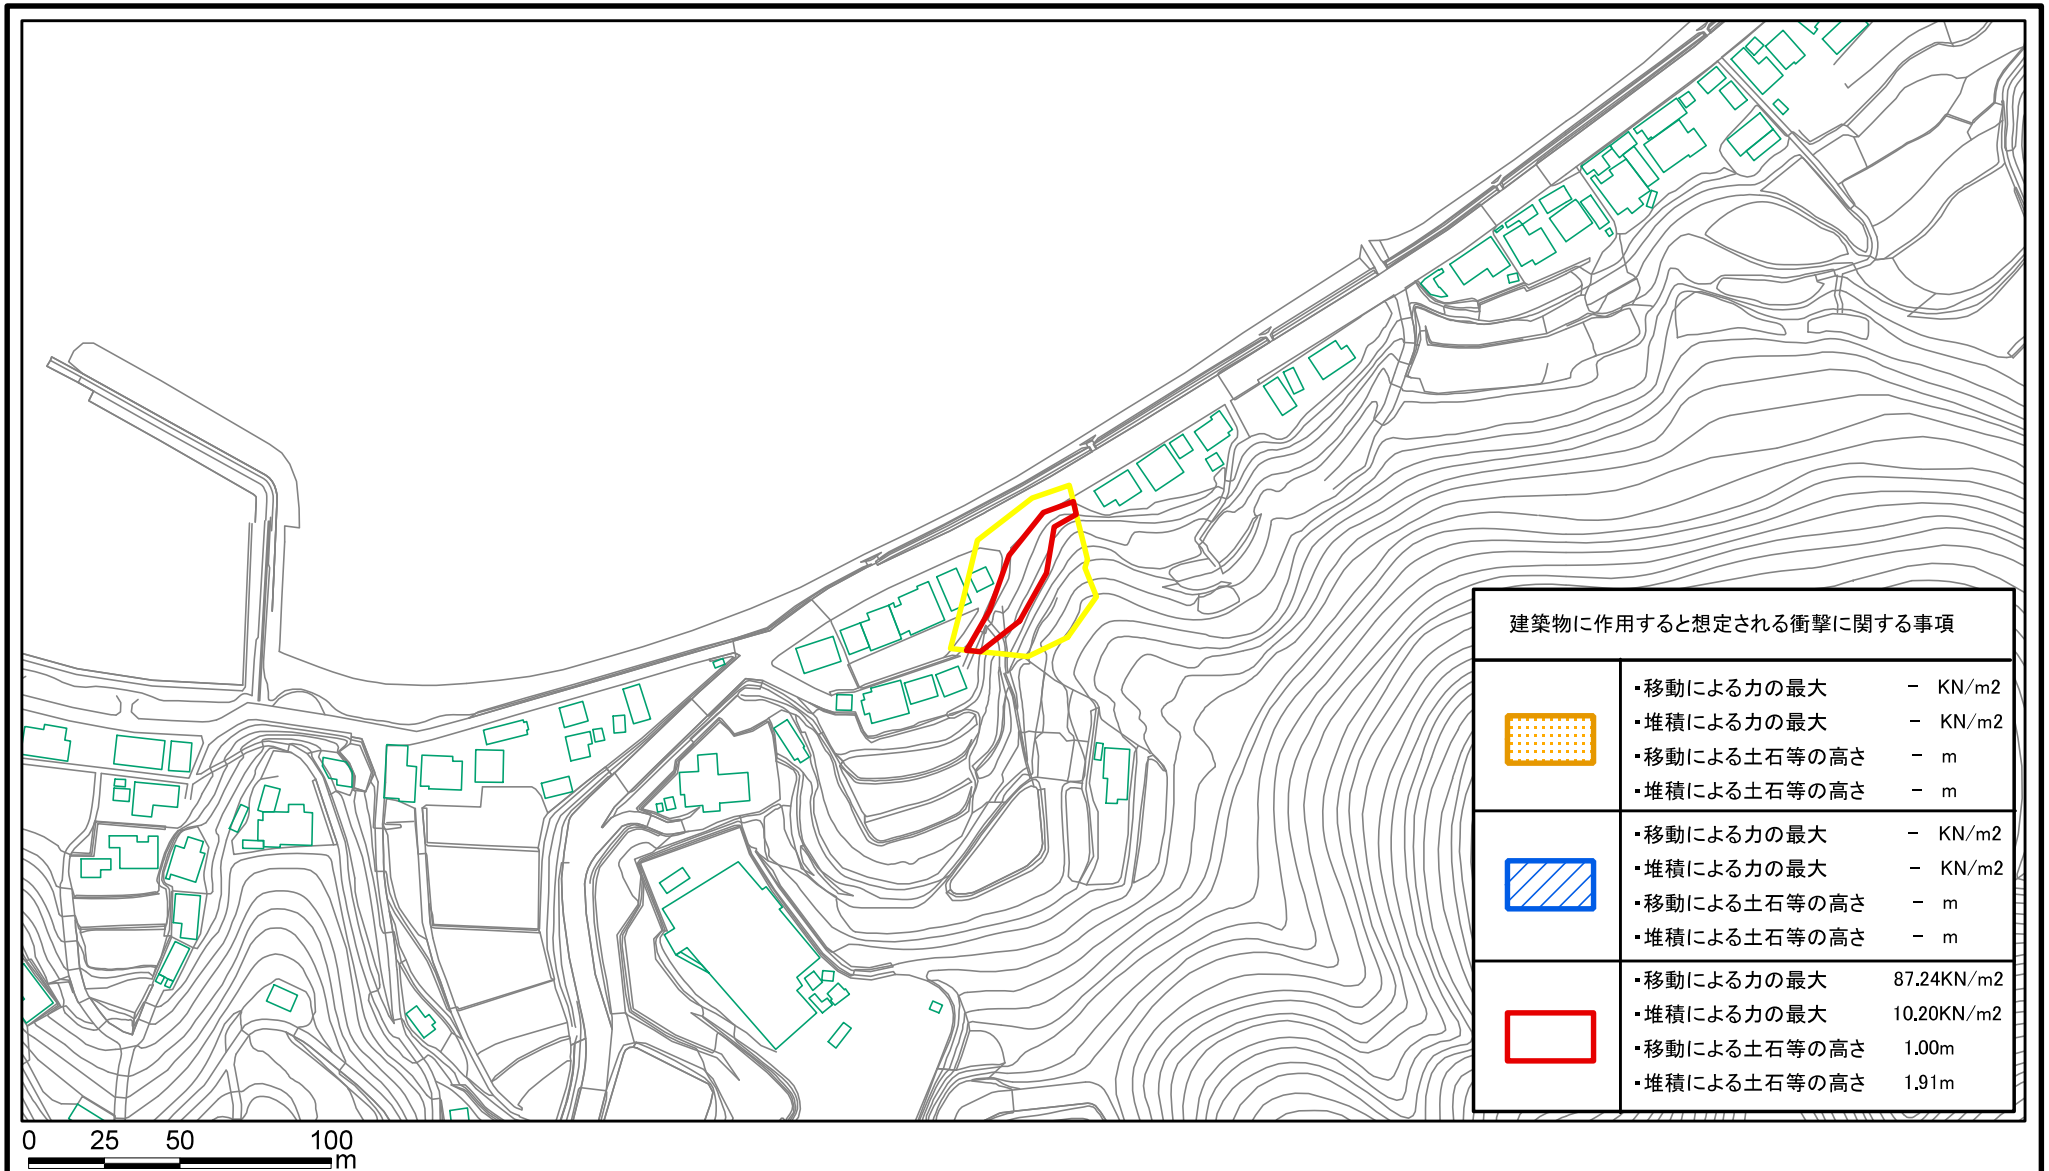 建築物に作用すると想定される衝撃に関する事項
・移動による力の最大 － KN/m2
・堆積による力の最大 － KN/m2
・移動による土石等の高さ － m
・堆積による土石等の高さ － m
・移動による力の最大 － KN/m2
・堆積による力の最大 － KN/m2
・移動による土石等の高さ － m
・堆積による土石等の高さ － m
・移動による力の最大 87.24KN/m2
・堆積による力の最大 10.20KN/m2
・移動による土石等の高さ 1.00m
・堆積による土石等の高さ 1.91m
0 25 50 100
m